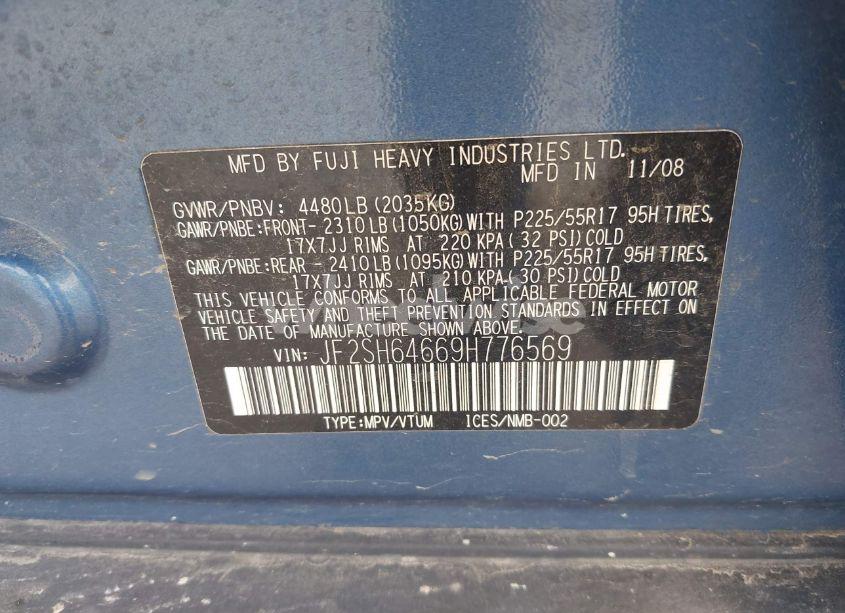 MFD BY FUJI HEAVY INDUSTRIES LTD.
MFD IN 11/08
GVWR/PNBV: 4480LB (2035KG)
GAWR/PNBE:FRONT- 2310LB(1050KG)WITH P225/55R17 95H TIRES,
17X7JJ RIMS AT 220 KPA( 32 PSI)COLD
GAWR/PNBE:REAR - 2410LB(1095KG)WITH P225/55R17 95H TIRES,
17X7JJ RIMS AT 210 KPA( 30 PSI)COLD
THIS VEHICLE CONFORMS TO ALL APPLICABLE FEDERAL MOTOR
VEHICLE SAFETY AND THEFT PREVENTION STANDARDS IN EFFECT ON
THE DATE OF MANUFACTURE SHOWN ABOVE.
VIN: JF2SH64669H776569
TYPE:MPV/VTUM ICES/NMB-002